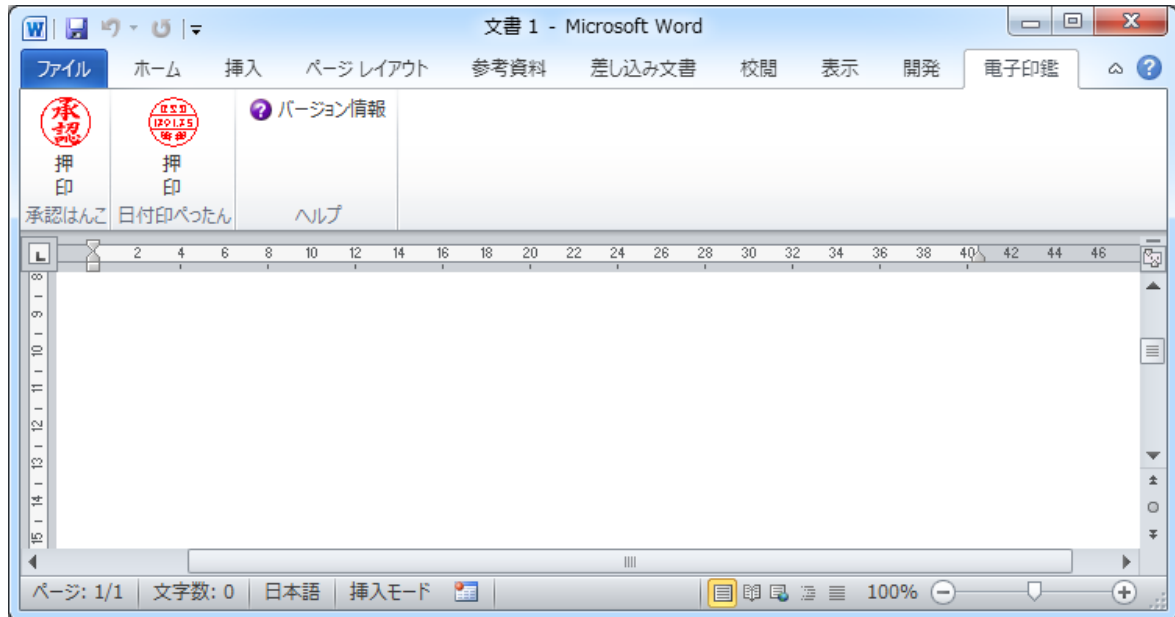 文書 1 - Microsoft Word
ファイル ホーム 挿入 ページ レイアウト 参考資料 差し込み文書 校閲 表示 開発 電子印鑑
承認
バージョン情報
押印 押印
承認はんこ 日付印ぺったん ヘルプ
2 4 6 8 10 12 14 16 18 20 22 24 26 28 30 32 34 36 38 40 42 44 46
8
9
10
11
12
13
14
15
ページ: 1/1 文字数: 0 日本語 挿入モード 100%